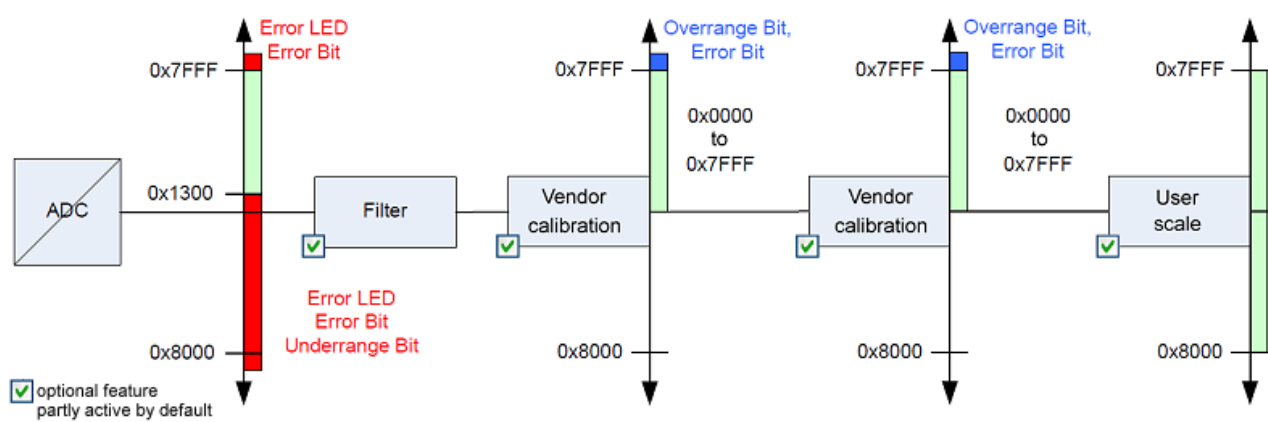 Error LED
Error Bit
Overrange Bit,
Error Bit
Overrange Bit,
Error Bit
0x7FFF
0x7FFF
0x7FFF
0x7FFF
0x0000
to
0x7FFF
0x0000
to
0x7FFF
ADC
0x1300
Filter
Vendor
calibration
Vendor
calibration
User
scale
Error LED
Error Bit
Underrange Bit
0x8000
0x8000
0x8000
0x8000
optional feature
partly active by default